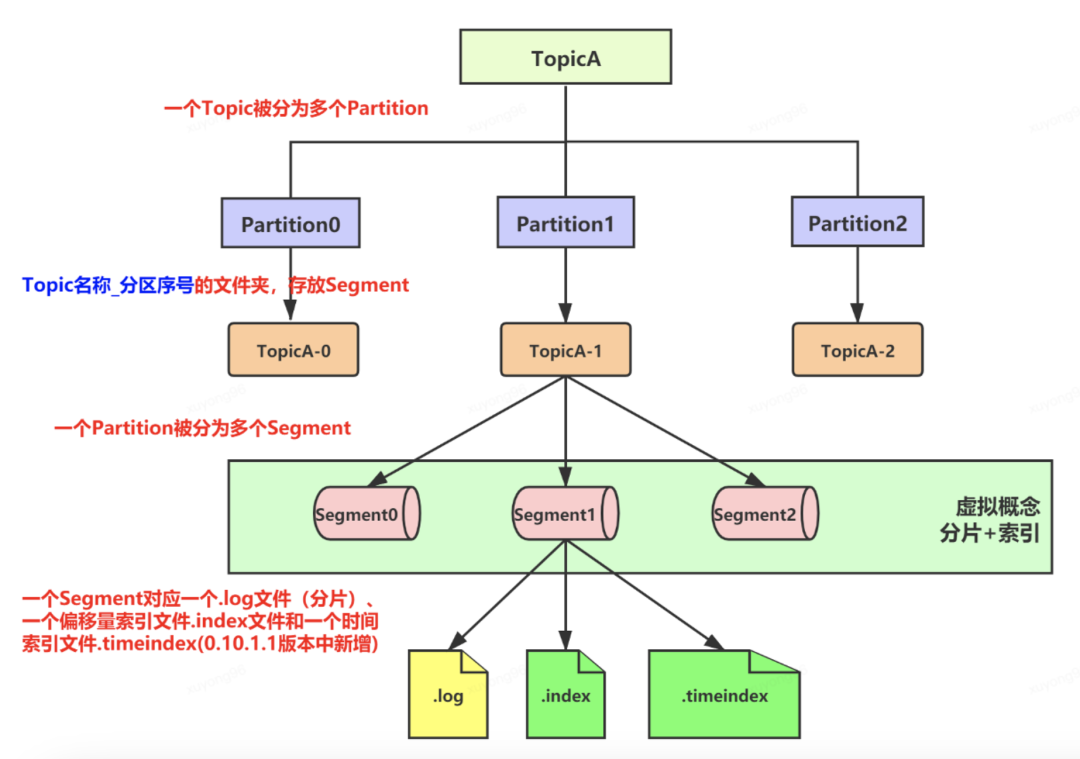 TopicA
一个Topic被分为多个Partition
Partition0
Partition1
Partition2
Topic名称_分区序号的文件夹，存放Segment
TopicA-0
TopicA-1
TopicA-2
一个Partition被分为多个Segment
Segment0
Segment1
Segment2
虚拟概念
分片+索引
一个Segment对应一个.log文件（分片）、
一个偏移量索引文件.index文件和一个时间
索引文件.timeindex(0.10.1.1版本中新增)
.log
.index
.timeindex